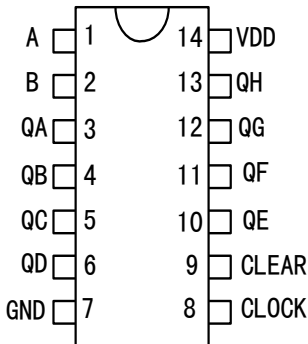 A 1 14 VDD
B 2 13 QH
QA 3 12 QG
QB 4 11 QF
QC 5 10 QE
QD 6 9 CLEAR
GND 7 8 CLOCK